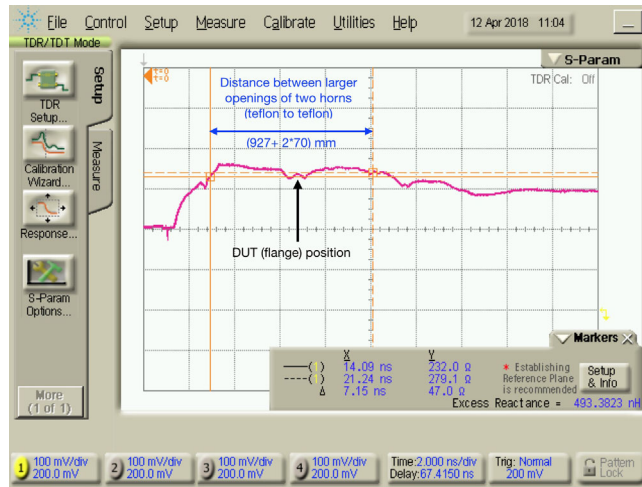 File Control Setup Measure Calibrate Utilities Help 12 Apr 2018 11:04
TDR/TDT Mode
Setup
Measure
TDR
Setup...
Calibration
Wizard...
Response...
S-Param
Options...
More
(1 of 1)
S-Param
TDR Cal: Off
Distance between larger
openings of two horns
(teflon to teflon)
(927+ 2*70) mm
DUT (flange) position
Markers
X Y
14.09 ns 232.0 Ω
21.24 ns 279.1 Ω
Δ 7.15 ns 47.0 Ω
* Establishing
Reference Plane
is recommended
Setup
& Info
Excess Reactance = 493.3823 nH
1 100 mV/div
200.0 mV
2 100 mV/div
200.0 mV
3 100 mV/div
200.0 mV
4 100 mV/div
200.0 mV
Time:2.000 ns/div
Delay:67.4150 ns
Trig: Normal
200 mV
Pattern
Lock